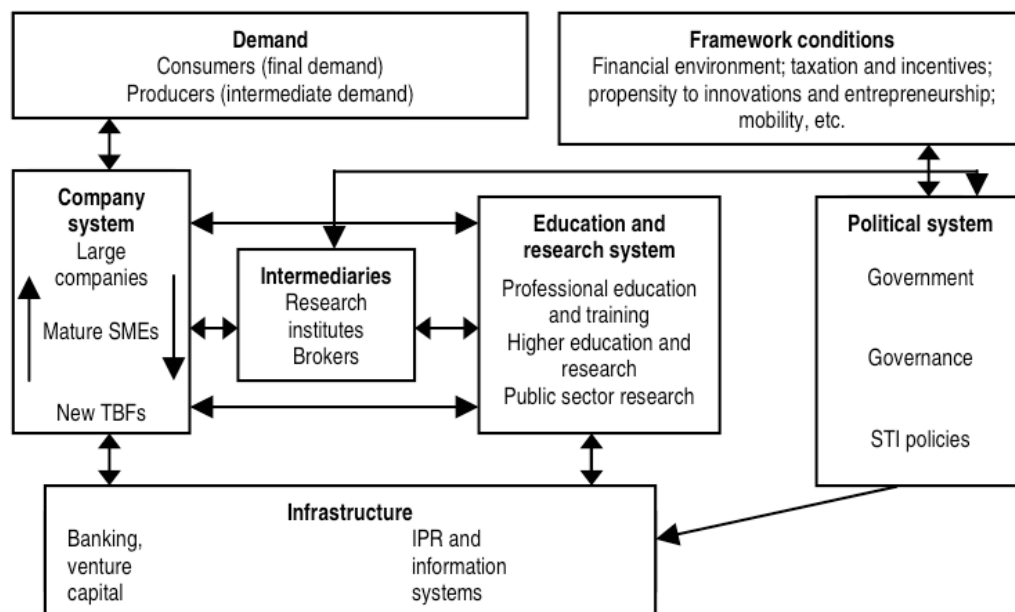 Demand
Consumers (final demand)
Producers (intermediate demand)
Framework conditions
Financial environment; taxation and incentives;
propensity to innovations and entrepreneurship;
mobility, etc.
Company
system
Large
companies
Mature SMEs
New TBFs
Intermediaries
Research
institutes
Brokers
Education and
research system
Professional education
and training
Higher education and
research
Public sector research
Political system
Government
Governance
STI policies
Infrastructure
Banking,
venture
capital
IPR and
information
systems